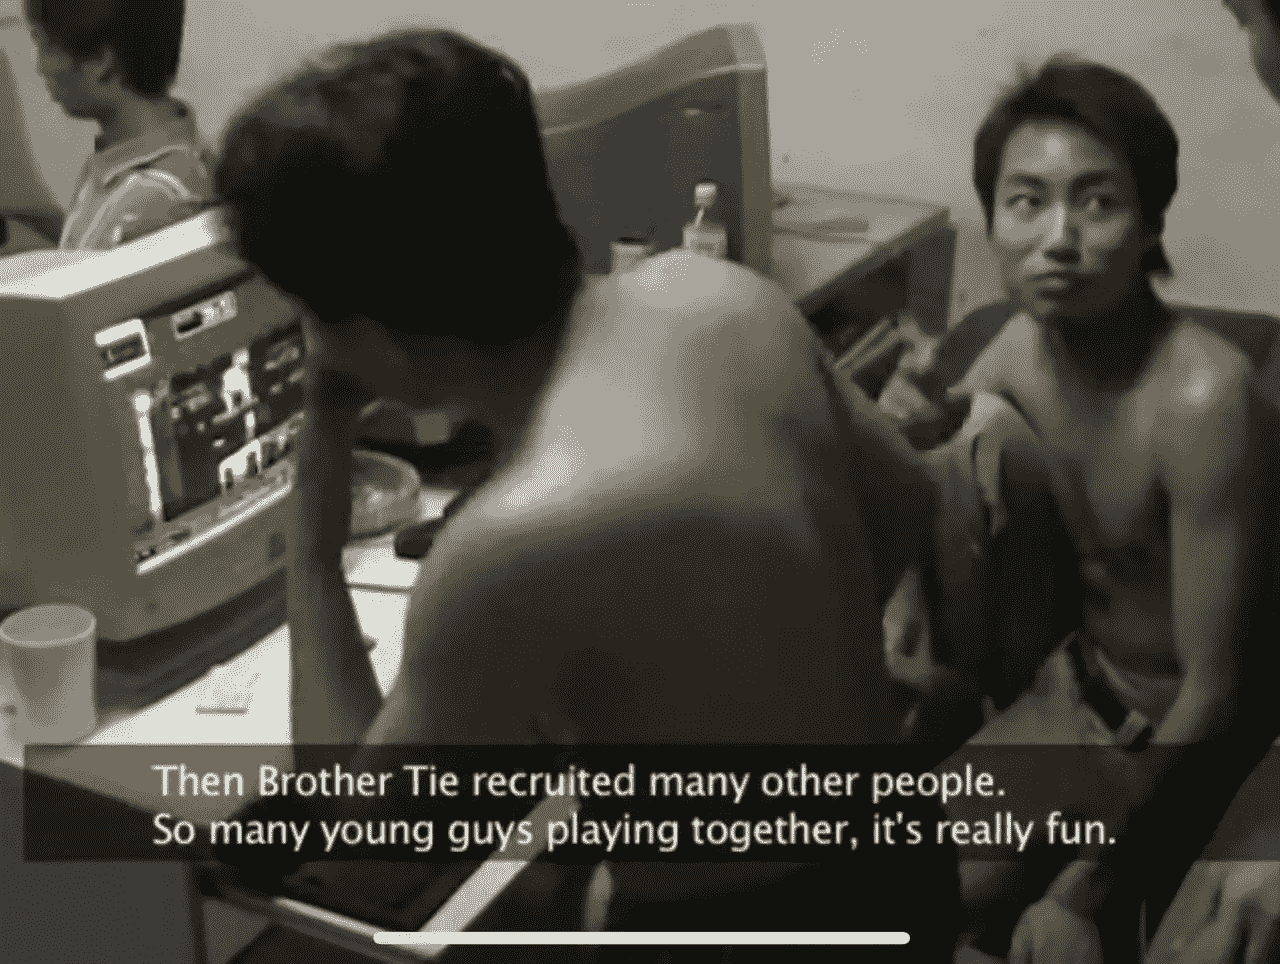 Then Brother Tie recruited many other people.
So many young guys playing together, it's really fun.